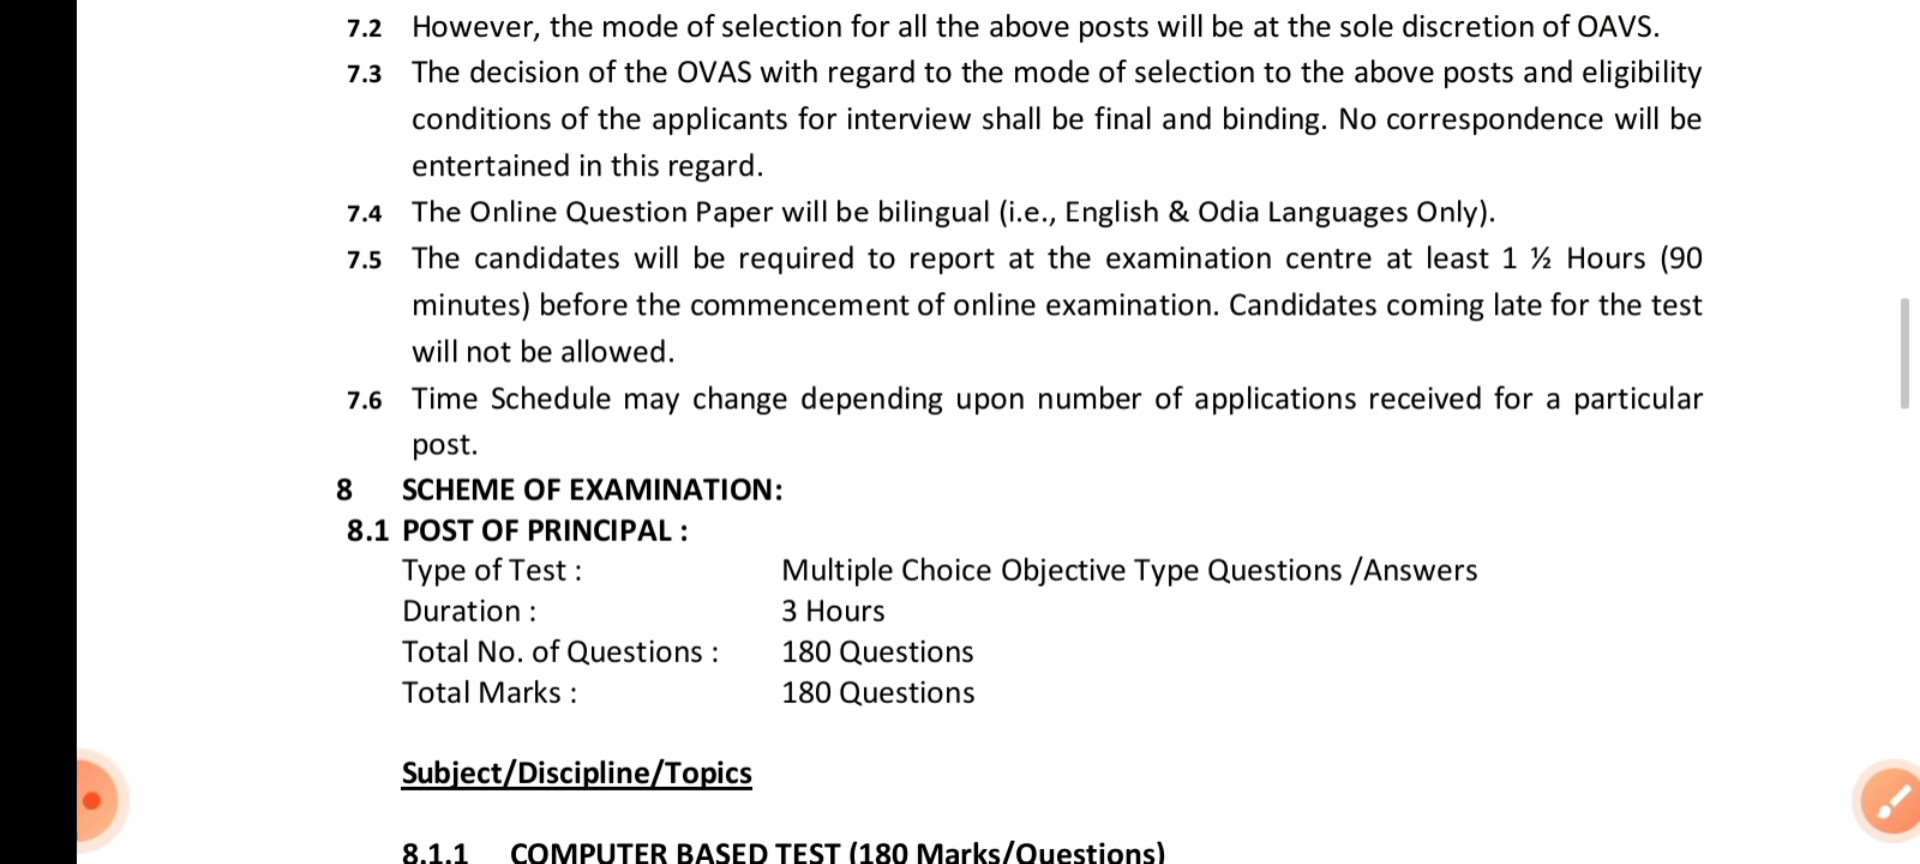 7.2 However, the mode of selection for all the above posts will be at the sole discretion of OAVS.
7.3 The decision of the OVAS with regard to the mode of selection to the above posts and eligibility
conditions of the applicants for interview shall be final and binding. No correspondence will be
entertained in this regard.
7.4 The Online Question Paper will be bilingual (i.e., English & Odia Languages Only).
7.5 The candidates will be required to report at the examination centre at least 1 ½ Hours (90
minutes) before the commencement of online examination. Candidates coming late for the test
will not be allowed.
7.6 Time Schedule may change depending upon number of applications received for a particular
post.
8 SCHEME OF EXAMINATION:
8.1 POST OF PRINCIPAL :
Type of Test : Multiple Choice Objective Type Questions /Answers
Duration : 3 Hours
Total No. of Questions : 180 Questions
Total Marks : 180 Questions
Subject/Discipline/Topics
8.1.1 COMPUTER BASED TEST (180 Marks/Questions)